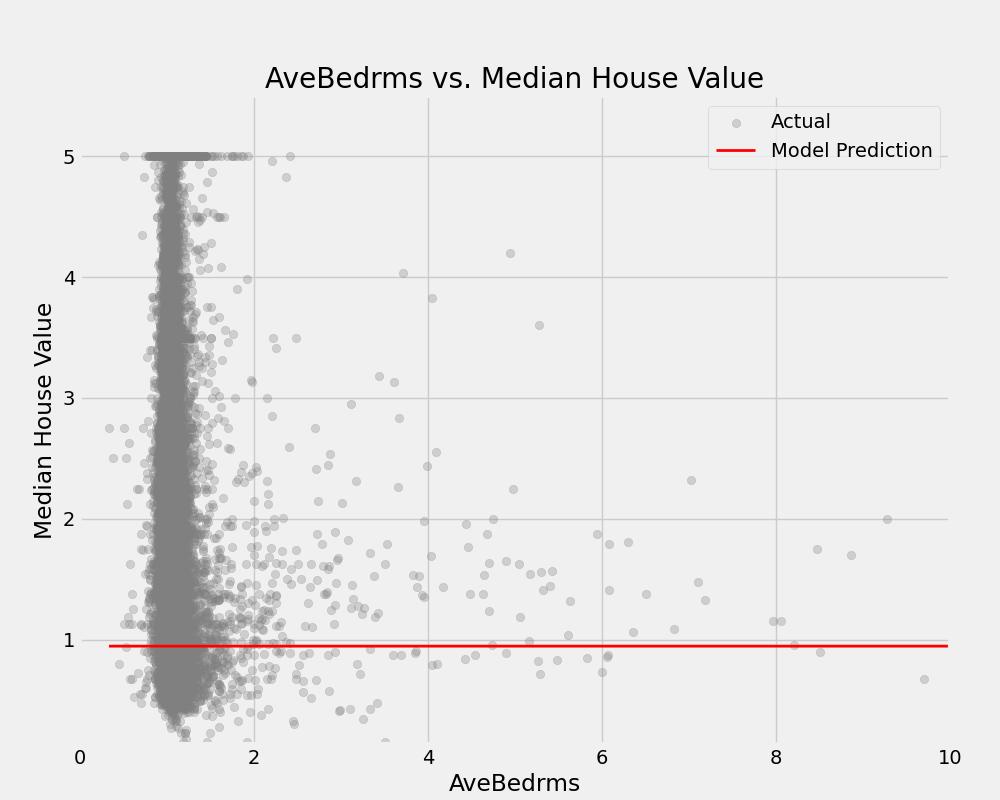 AveBedrms vs. Median House Value
Actual
Model Prediction
5
4
3
2
1
Median House Value
0 2 4 6 8 10
AveBedrms